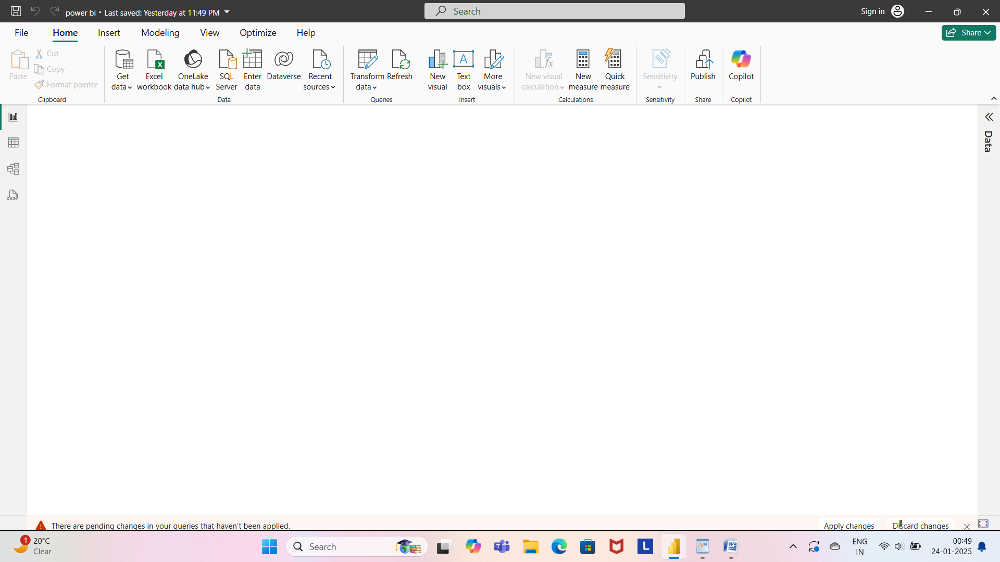 power bi • Last saved: Yesterday at 11:49 PM
Search
Sign in
File Home Insert Modeling View Optimize Help
Share
Paste
Cut
Copy
Format painter
Clipboard
Get data
Excel workbook
OneLake data hub
SQL Server
Enter data
Dataverse
Recent sources
Data
Transform data
Refresh
Queries
New visual
Text box
More visuals
Insert
New visual calculation
New measure
Quick measure
Calculations
Sensitivity
Sensitivity
Publish
Share
Copilot
Copilot
DAX
Data
There are pending changes in your queries that haven't been applied.
Apply changes
Discard changes
1
20°C
Clear
Search
L
ENG
IN
00:49
24-01-2025